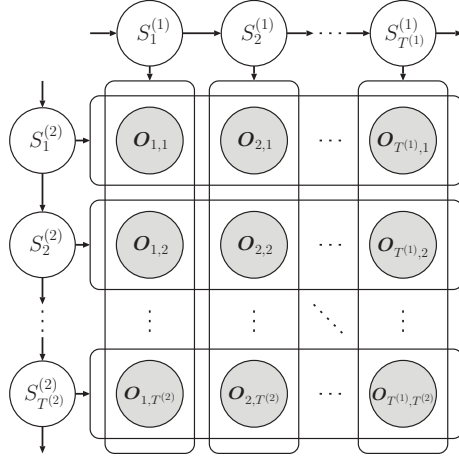 S_1^{(1)} S_2^{(1)} ··· S_{T^{(1)}}^{(1)}
S_1^{(2)} O_{1,1} O_{2,1} ··· O_{T^{(1)},1}
S_2^{(2)} O_{1,2} O_{2,2} ··· O_{T^{(1)},2}
S_{T^{(2)}}^{(2)} O_{1,T^{(2)}} O_{2,T^{(2)}} ··· O_{T^{(1)},T^{(2)}}